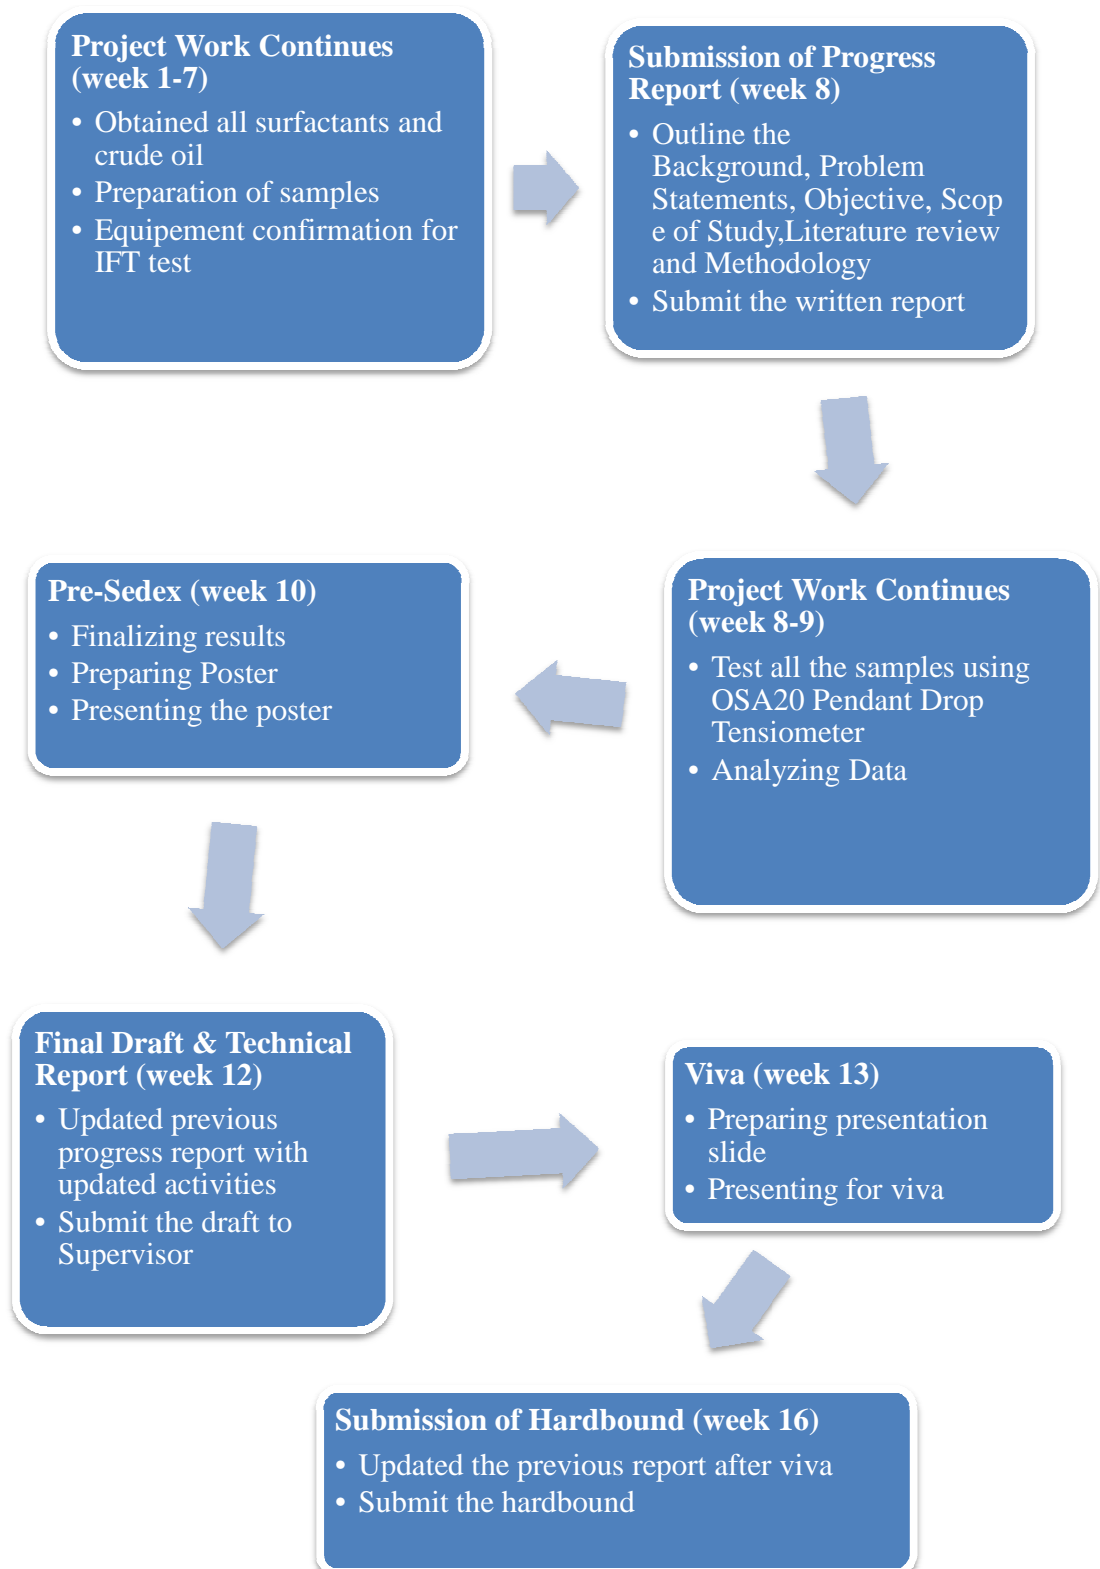 Project Work Continues
(week 1-7)
• Obtained all surfactants and
crude oil
• Preparation of samples
• Equipement confirmation for
IFT test
Submission of Progress
Report (week 8)
• Outline the
Background, Problem
Statements, Objective, Scop
e of Study,Literature review
and Methodology
• Submit the written report
Project Work Continues
(week 8-9)
• Test all the samples using
OSA20 Pendant Drop
Tensiometer
• Analyzing Data
Pre-Sedex (week 10)
• Finalizing results
• Preparing Poster
• Presenting the poster
Final Draft & Technical
Report (week 12)
• Updated previous
progress report with
updated activities
• Submit the draft to
Supervisor
Viva (week 13)
• Preparing presentation
slide
• Presenting for viva
Submission of Hardbound (week 16)
• Updated the previous report after viva
• Submit the hardbound